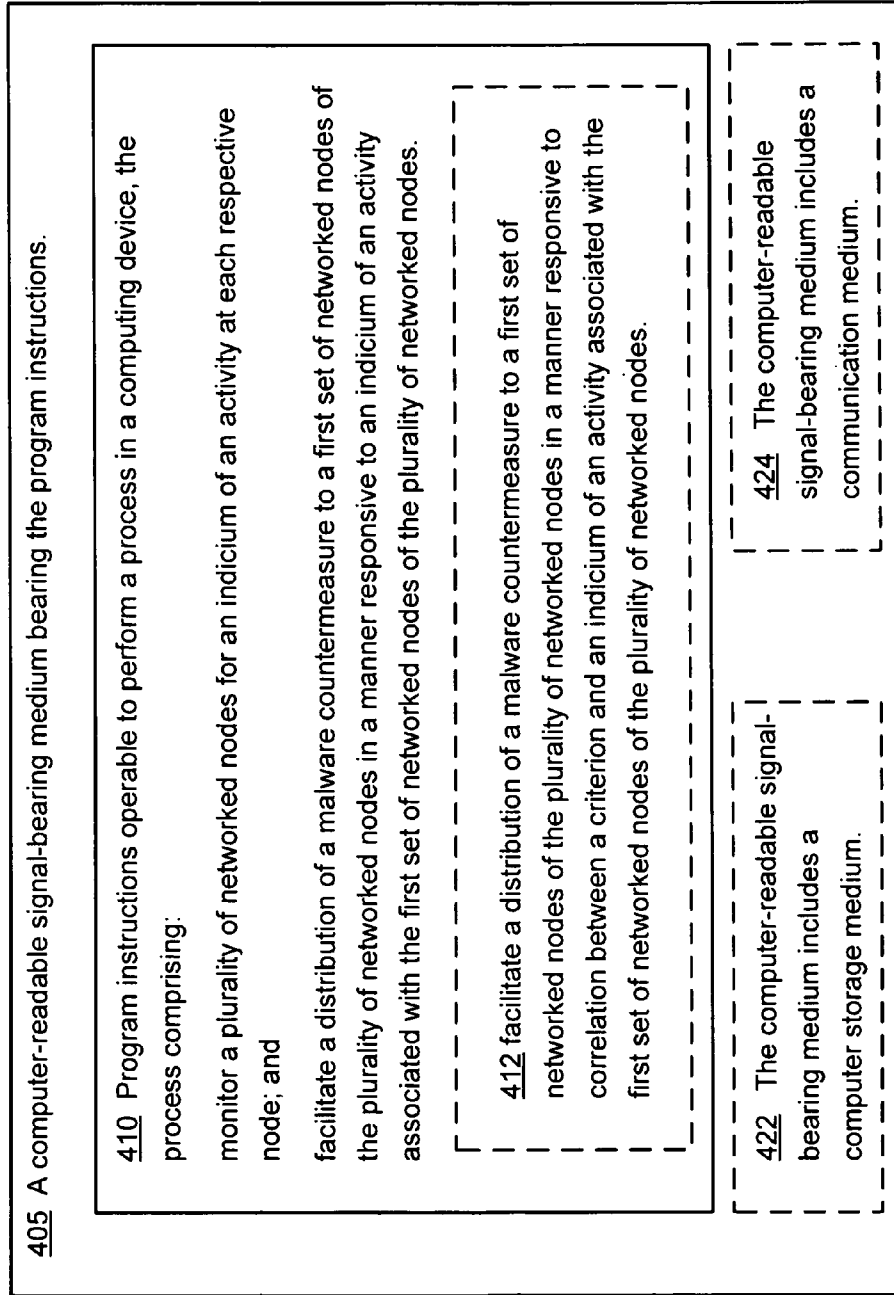 405 A computer-readable signal-bearing medium bearing the program instructions.
410 Program instructions operable to perform a process in a computing device, the
process comprising:
monitor a plurality of networked nodes for an indicium of an activity at each respective
node; and
facilitate a distribution of a malware countermeasure to a first set of networked nodes of
the plurality of networked nodes in a manner responsive to an indicium of an activity
associated with the first set of networked nodes of the plurality of networked nodes.
412 facilitate a distribution of a malware countermeasure to a first set of
networked nodes of the plurality of networked nodes in a manner responsive to
correlation between a criterion and an indicium of an activity associated with the
first set of networked nodes of the plurality of networked nodes.
422 The computer-readable signal-
bearing medium includes a
computer storage medium.
424 The computer-readable
signal-bearing medium includes a
communication medium.